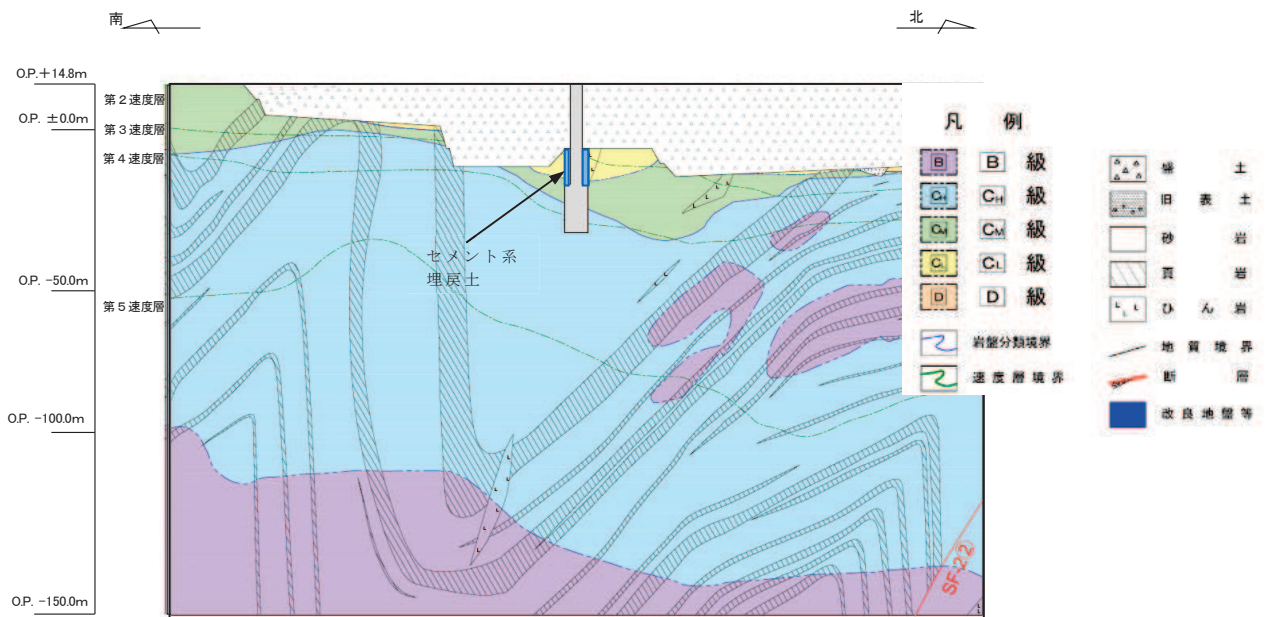 南
北
O.P.+14.8m
第2速度層
O.P. ±0.0m
第3速度層
第4速度層
O.P. -50.0m
第5速度層
O.P. -100.0m
O.P. -150.0m
セメント系
埋戻土
SF-22
凡 例
B B 級
CH CH 級
CM CM 級
CL CL 級
D D 級
岩盤分類境界
速度層境界
盛 土
旧 表 土
砂 岩
頁 岩
ひ ん 岩
地 質 境 界
断 層
改 良 地 盤 等